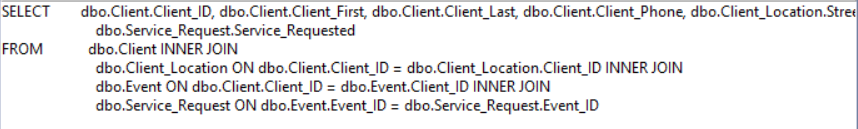 SELECT dbo.Client.Client_ID, dbo.Client.Client_First, dbo.Client.Client_Last, dbo.Client.Client_Phone, dbo.Client_Location.Stree
dbo.Service_Request.Service_Requested
FROM dbo.Client INNER JOIN
dbo.Client_Location ON dbo.Client.Client_ID = dbo.Client_Location.Client_ID INNER JOIN
dbo.Event ON dbo.Client.Client_ID = dbo.Event.Client_ID INNER JOIN
dbo.Service_Request ON dbo.Event.Event_ID = dbo.Service_Request.Event_ID